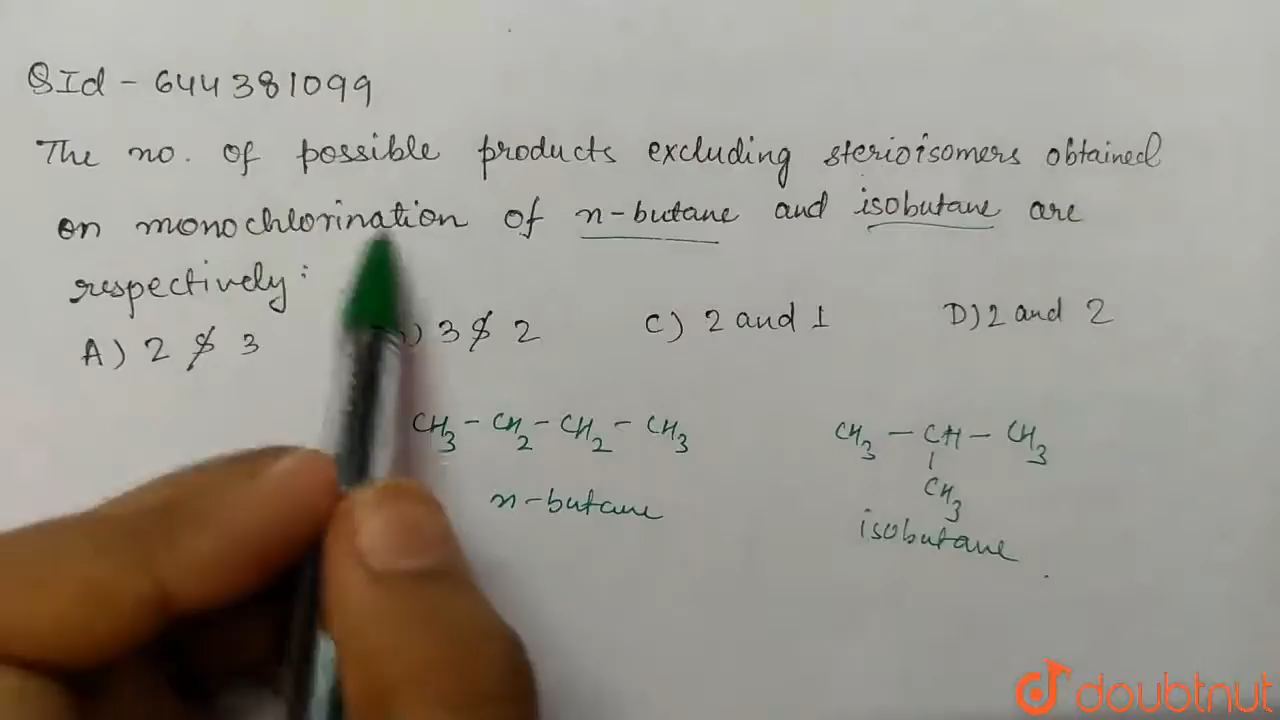 QId - 644381099
The no. of possible products excluding sterioisomers obtained
on monochlorination of n-butane and isobutane are
respectively:
A) 2 & 3 ) 3 & 2 C) 2 and 1 D) 2 and 2
CH3 - CH2 - CH2 - CH3 CH3 - CH - CH3
CH3
n-butane isobutane
doubtnut